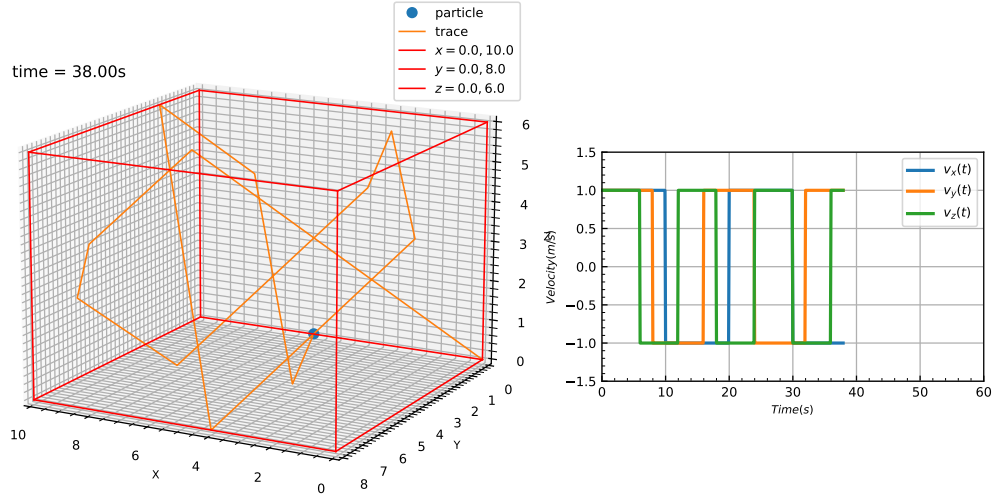 particle
trace
x = 0.0, 10.0
y = 0.0, 8.0
z = 0.0, 6.0
time = 38.00s
6
5
4
3
2
1
0
Z
10
8
6
4
2
0
X
8
7
6
5
4
3
2
1
0
Y
1.5
1.0
0.5
0.0
−0.5
−1.0
−1.5
Velocity(m/s)
0
10
20
30
40
50
60
Time(s)
v_x(t)
v_y(t)
v_z(t)